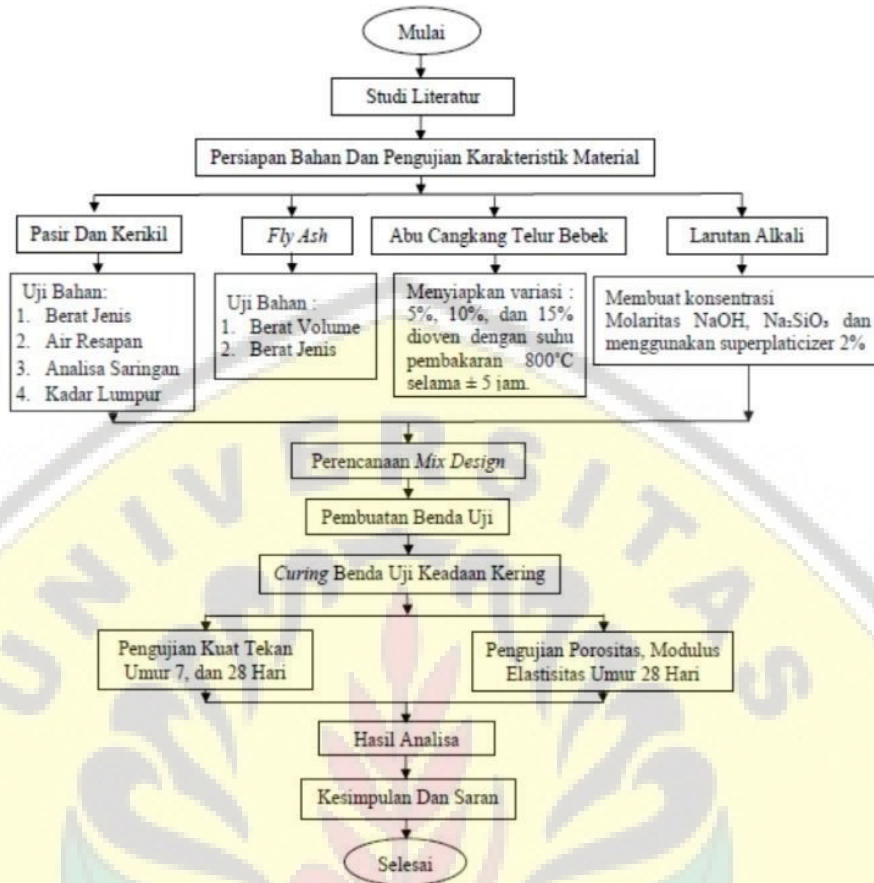 Mulai
Studi Literatur
Persiapan Bahan Dan Pengujian Karakteristik Material
Pasir Dan Kerikil
Fly Ash
Abu Cangkang Telur Bebek
Larutan Alkali
Uji Bahan:
1. Berat Jenis
2. Air Resapan
3. Analisa Saringan
4. Kadar Lumpur
Uji Bahan :
1. Berat Volume
2. Berat Jenis
Menyiapkan variasi :
5%, 10%, dan 15%
dioven dengan suhu
pembakaran 800°C
selama ± 5 jam.
Membuat konsentrasi
Molaritas NaOH, Na₂SiO₃ dan
menggunakan superplaticizer 2%
Perencanaan Mix Design
Pembuatan Benda Uji
Curing Benda Uji Keadaan Kering
Pengujian Kuat Tekan
Umur 7, dan 28 Hari
Pengujian Porositas, Modulus
Elastisitas Umur 28 Hari
Hasil Analisa
Kesimpulan Dan Saran
Selesai
UNIVERSITAS